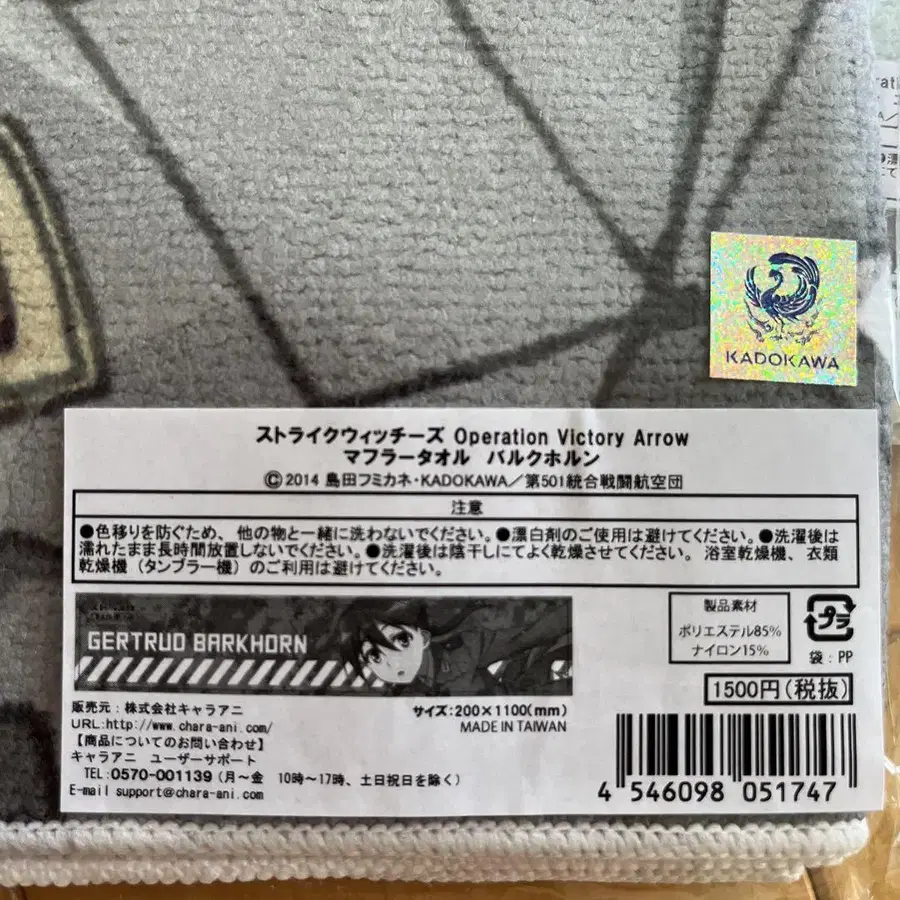 KADOKAWA
ストライクウィッチーズ Operation Victory Arrow
マフラータオル バルクホルン
©2014 島田フミカネ・KADOKAWA／第501統合戦闘航空団
注意
●色移りを防ぐため、他の物と一緒に洗わないでください。●漂白剤のご使用は避けてください。●洗濯後は
濡れたまま長時間放置しないでください。●洗濯後は陰干しにてよく乾燥させてください。浴室乾燥機、衣類
乾燥機（タンブラー機）のご利用は避けてください。
GERTRUD BARKHORN
製品素材
ポリエステル85%
ナイロン15%
プラ
袋：PP
1500円(税抜)
販売元：株式会社キャラアニ
URL:http://www.chara-ani.com/
【商品についてのお問い合わせ】
キャラアニ ユーザーサポート
TEL:0570-001139（月〜金 10時〜17時、土日祝日を除く）
E-mail support@chara-ani.com
サイズ:200×1100(mm)
MADE IN TAIWAN
4 546098 051747